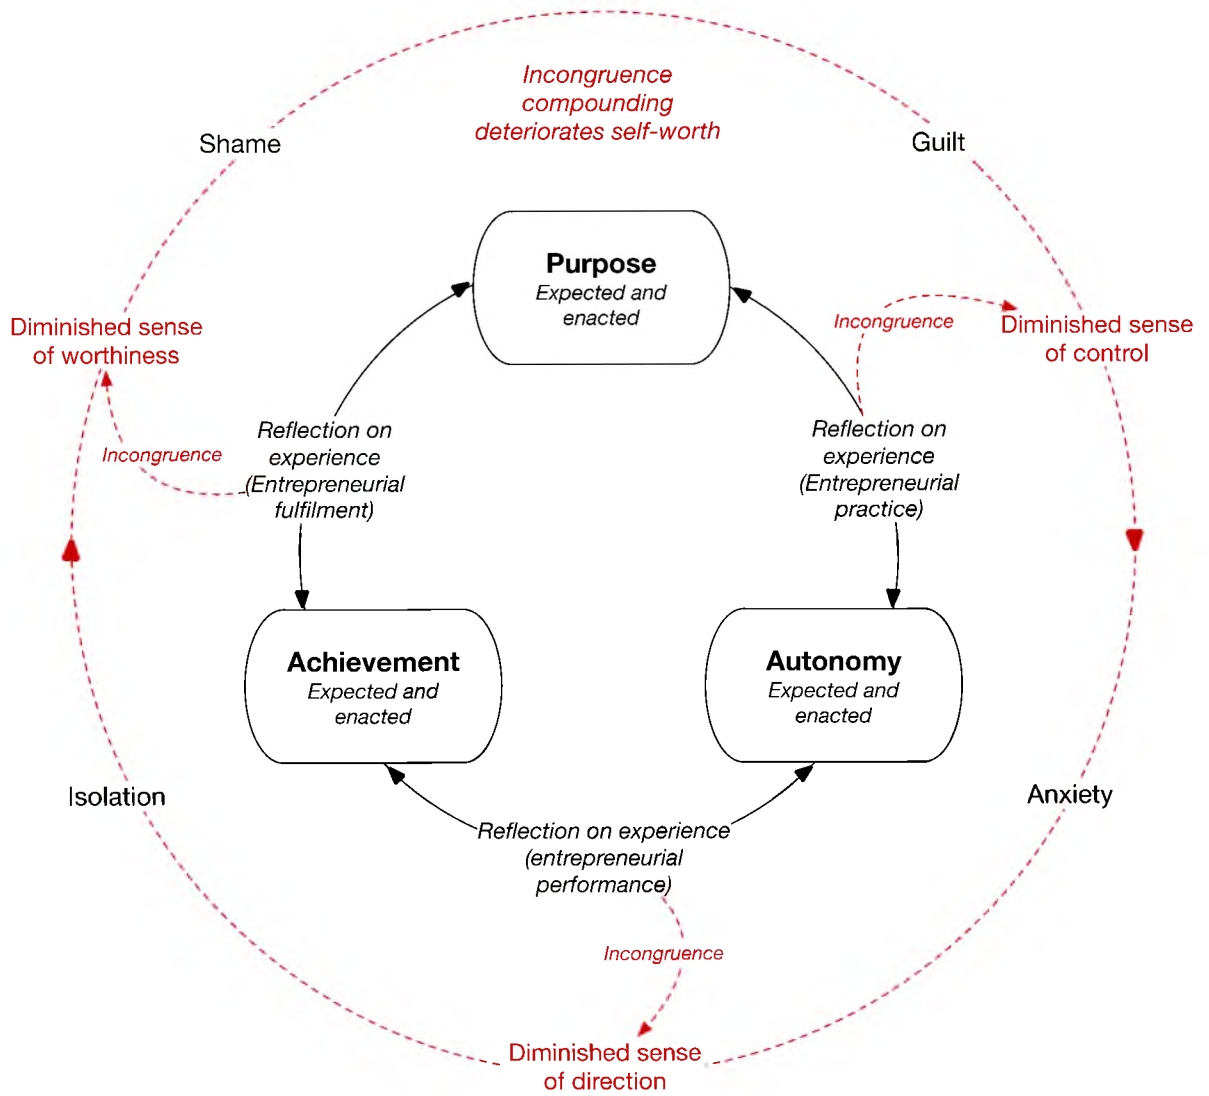 Incongruence
compounding
deteriorates self-worth
Shame
Guilt
Purpose
Expected and
enacted
Diminished sense
of worthiness
Incongruence
Diminished sense
of control
Reflection on
experience
(Entrepreneurial
fulfilment)
Incongruence
Reflection on
experience
(Entrepreneurial
practice)
Achievement
Expected and
enacted
Autonomy
Expected and
enacted
Isolation
Anxiety
Reflection on experience
(entrepreneurial
performance)
Incongruence
Diminished sense
of direction